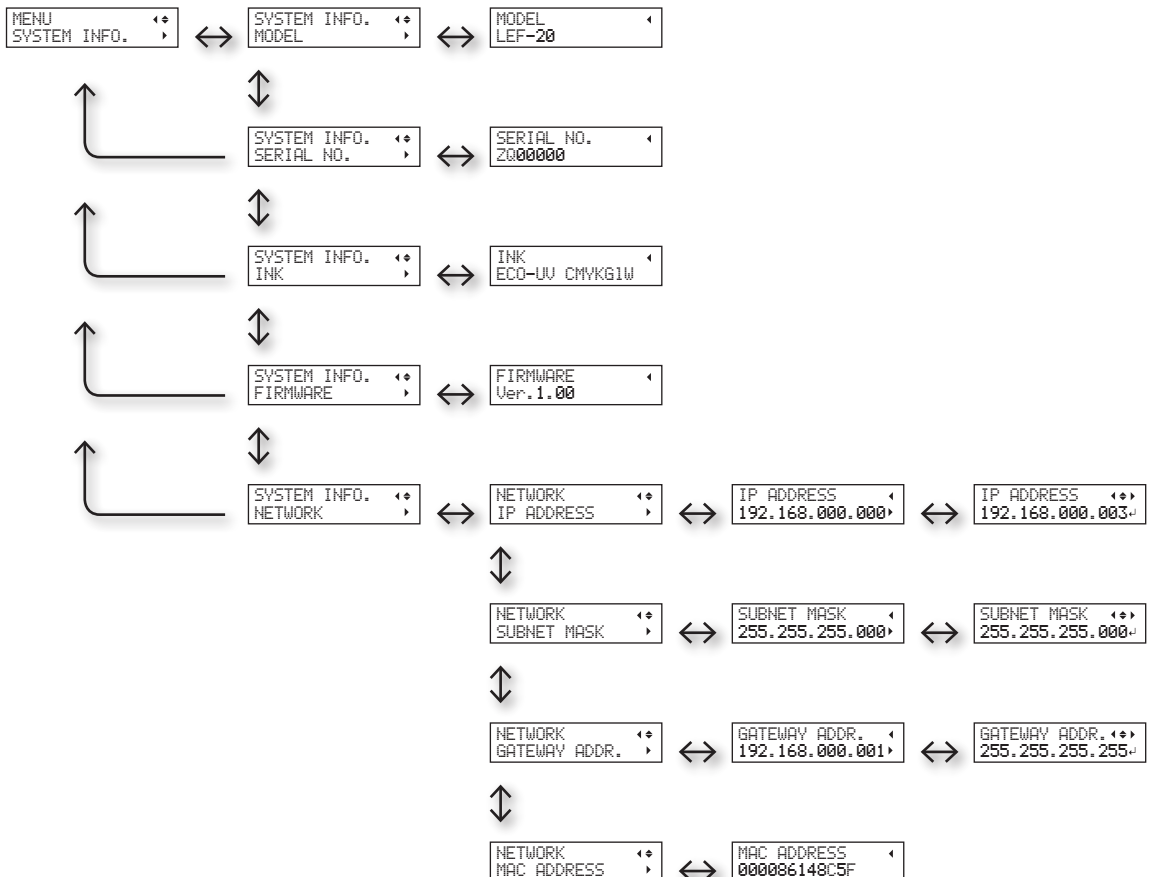 MENU
SYSTEM INFO.
SYSTEM INFO.
MODEL
MODEL
LEF-20
SYSTEM INFO.
SERIAL NO.
SERIAL NO.
ZQ00000
SYSTEM INFO.
INK
INK
ECO-UV CMYKGlW
SYSTEM INFO.
FIRMWARE
FIRMWARE
Ver.1.00
SYSTEM INFO.
NETWORK
NETWORK
IP ADDRESS
IP ADDRESS
192.168.000.000
IP ADDRESS
192.168.000.003
NETWORK
SUBNET MASK
SUBNET MASK
255.255.255.000
SUBNET MASK
255.255.255.000
NETWORK
GATEWAY ADDR.
GATEWAY ADDR.
192.168.000.001
GATEWAY ADDR.
255.255.255.255
NETWORK
MAC ADDRESS
MAC ADDRESS
000086148C5F